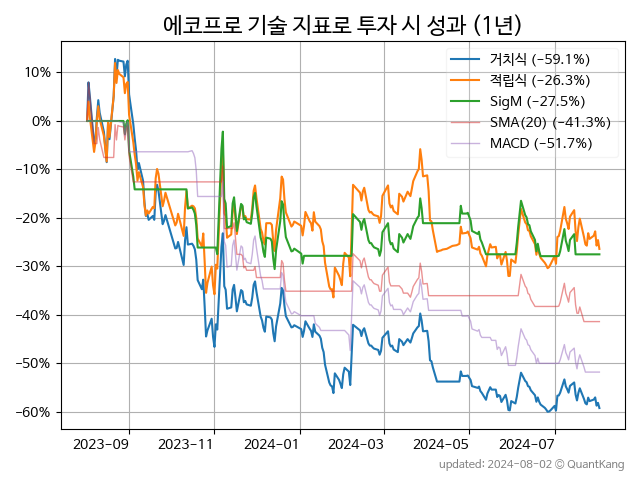 에코프로 기술 지표로 투자 시 성과 (1년)
거치식 (−59.1%)
적립식 (−26.3%)
SigM (−27.5%)
SMA(20) (−41.3%)
MACD (−51.7%)
10%
0%
−10%
−20%
−30%
−40%
−50%
−60%
2023−09
2023−11
2024−01
2024−03
2024−05
2024−07
updated: 2024−08−02 © QuantKang